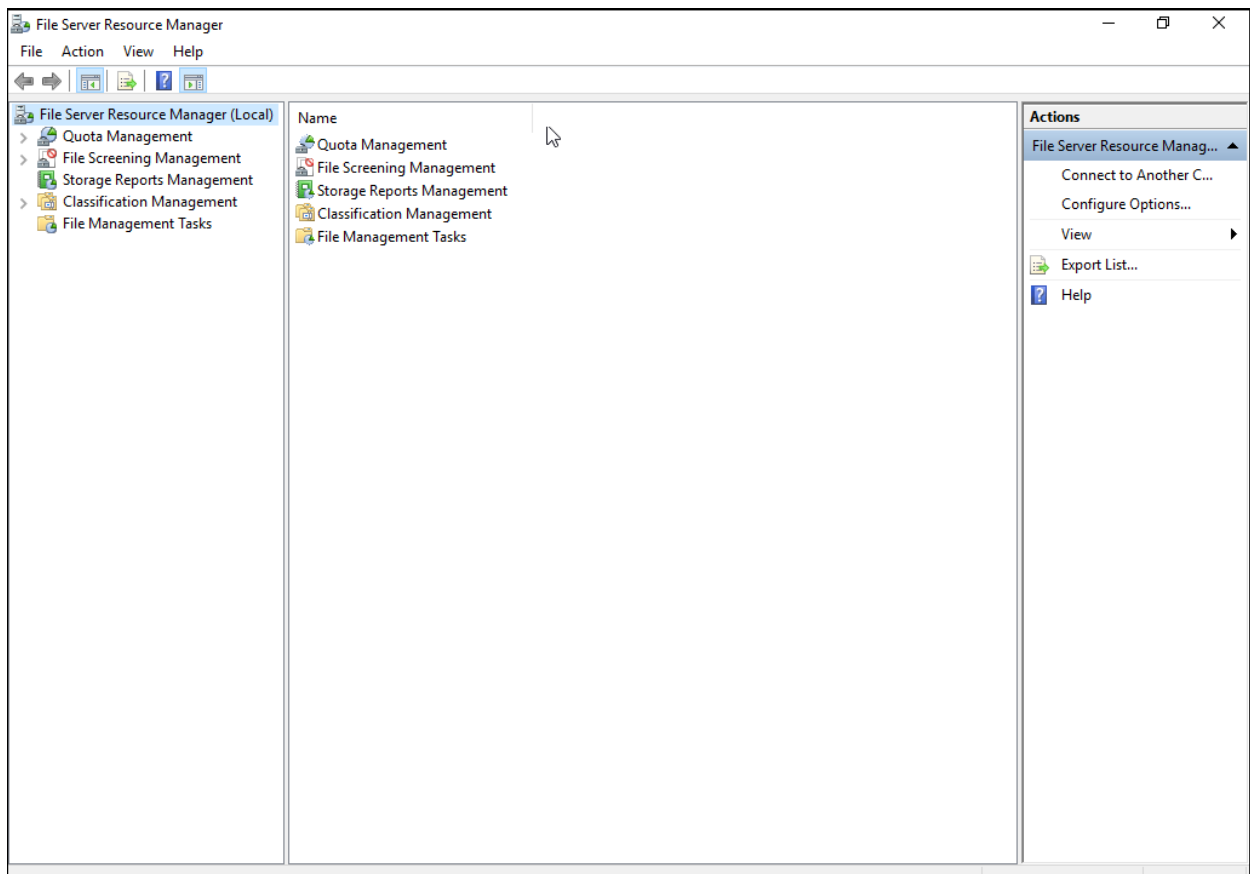 File Server Resource Manager
File Action View Help
File Server Resource Manager (Local)
Quota Management
File Screening Management
Storage Reports Management
Classification Management
File Management Tasks
Name
Quota Management
File Screening Management
Storage Reports Management
Classification Management
File Management Tasks
Actions
File Server Resource Manag...
Connect to Another C...
Configure Options...
View
Export List...
Help